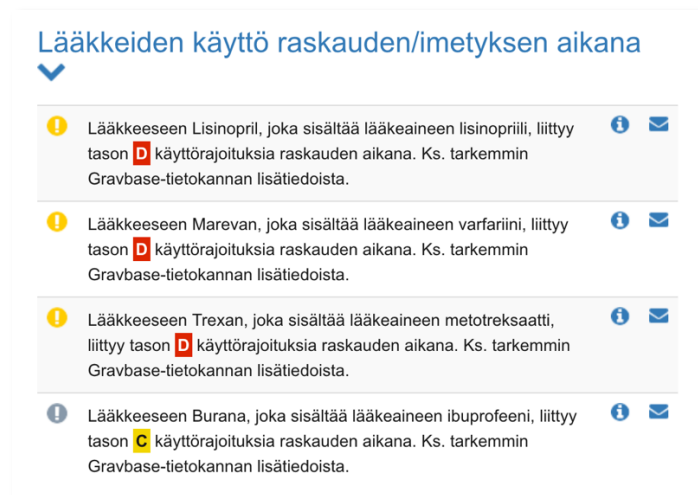 Lääkkeiden käyttö raskauden/imetyksen aikana
Lääkkeeseen Lisinopril, joka sisältää lääkeaineen lisinopriili, liittyy
tason D käyttörajoituksia raskauden aikana. Ks. tarkemmin
Gravbase-tietokannan lisätiedoista.
Lääkkeeseen Marevan, joka sisältää lääkeaineen varfariini, liittyy
tason D käyttörajoituksia raskauden aikana. Ks. tarkemmin
Gravbase-tietokannan lisätiedoista.
Lääkkeeseen Trexan, joka sisältää lääkeaineen metotreksaatti,
liittyy tason D käyttörajoituksia raskauden aikana. Ks. tarkemmin
Gravbase-tietokannan lisätiedoista.
Lääkkeeseen Burana, joka sisältää lääkeaineen ibuprofeeni, liittyy
tason C käyttörajoituksia raskauden aikana. Ks. tarkemmin
Gravbase-tietokannan lisätiedoista.